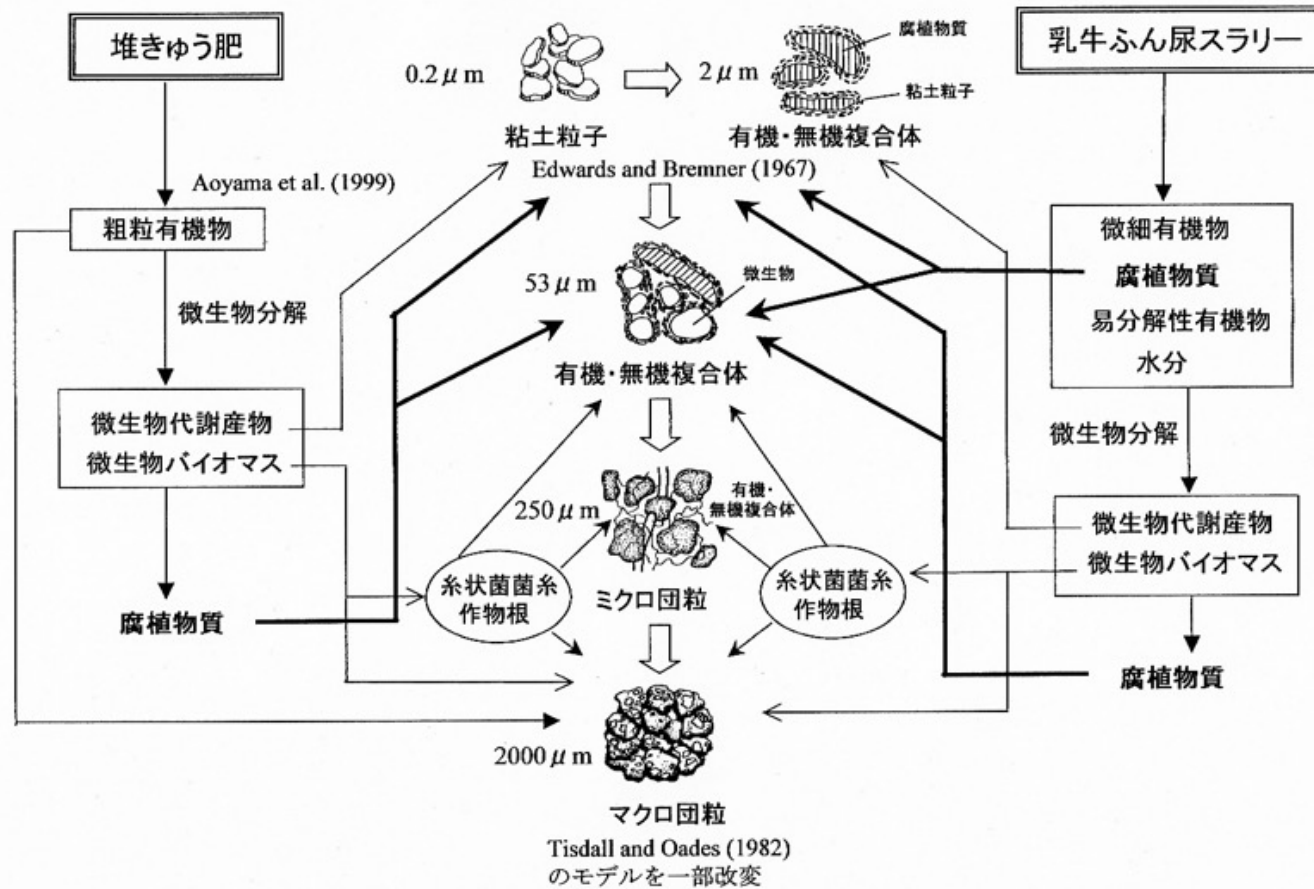 堆きゅう肥
Aoyama et al. (1999)
粗粒有機物
微生物分解
微生物代謝産物
微生物バイオマス
腐植物質
0.2μm
粘土粒子
2μm
腐植物質
粘土粒子
有機・無機複合体
Edwards and Bremner (1967)
53μm
微生物
有機・無機複合体
250μm
有機・
無機複合体
ミクロ団粒
糸状菌菌糸
作物根
糸状菌菌糸
作物根
2000μm
マクロ団粒
Tisdall and Oades (1982)
のモデルを一部改変
乳牛ふん尿スラリー
微細有機物
腐植物質
易分解性有機物
水分
微生物分解
微生物代謝産物
微生物バイオマス
腐植物質